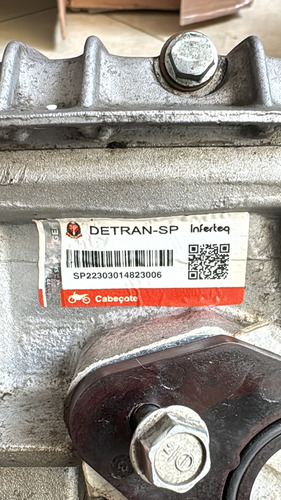 DETRAN-SP Inferteq
SP22303014823006
Cabeçote